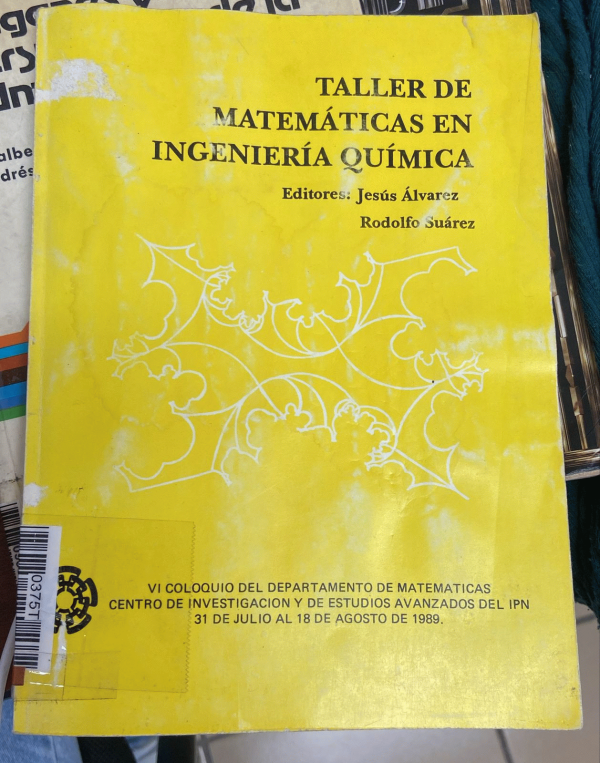 TALLER DE
MATEMÁTICAS EN
INGENIERÍA QUÍMICA
Editores: Jesús Álvarez
Rodolfo Suárez
VI COLOQUIO DEL DEPARTAMENTO DE MATEMATICAS
CENTRO DE INVESTIGACION Y DE ESTUDIOS AVANZADOS DEL IPN
31 DE JULIO AL 18 DE AGOSTO DE 1989.
03757